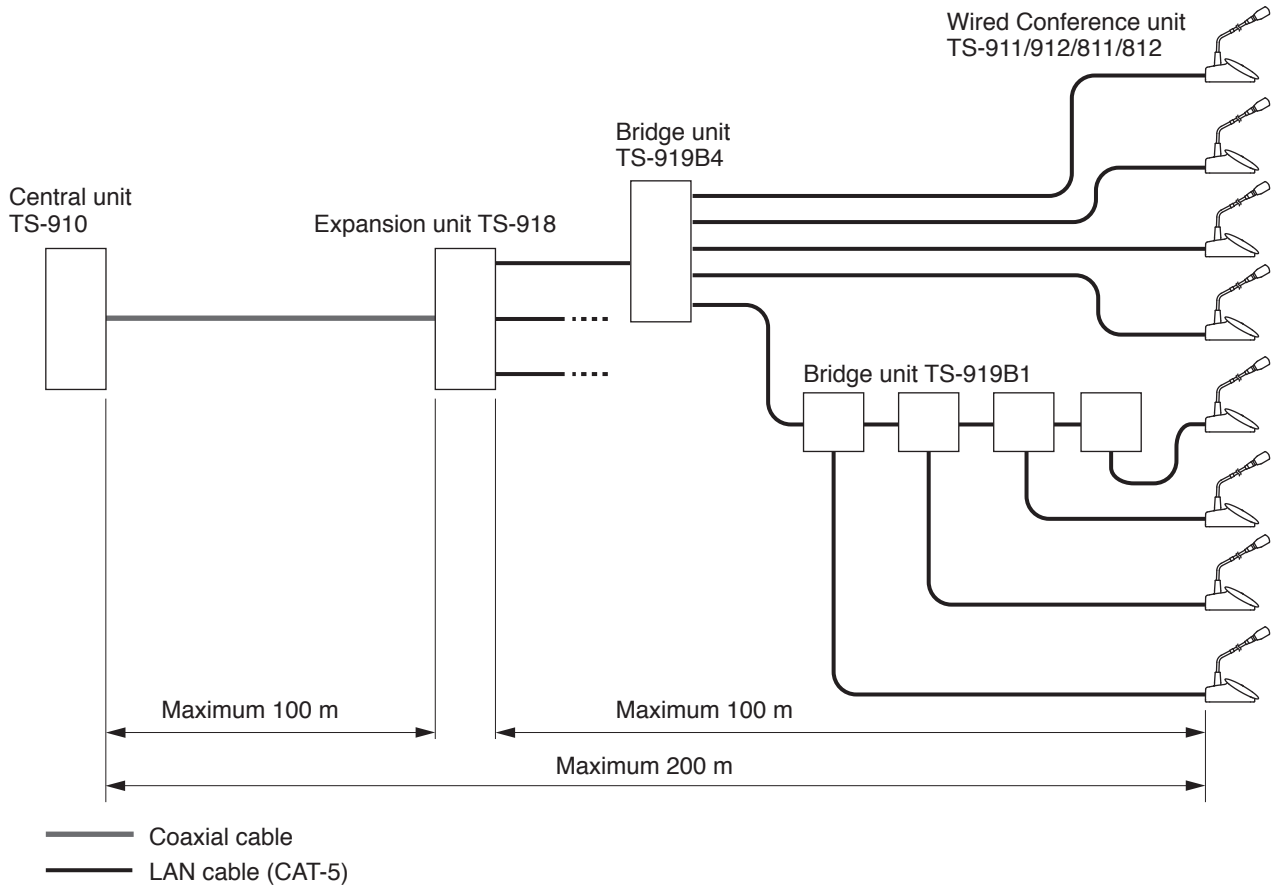 Wired Conference unit
TS-911/912/811/812
Bridge unit
TS-919B4
Central unit
TS-910
Expansion unit TS-918
Bridge unit TS-919B1
Maximum 100 m
Maximum 100 m
Maximum 200 m
Coaxial cable
LAN cable (CAT-5)